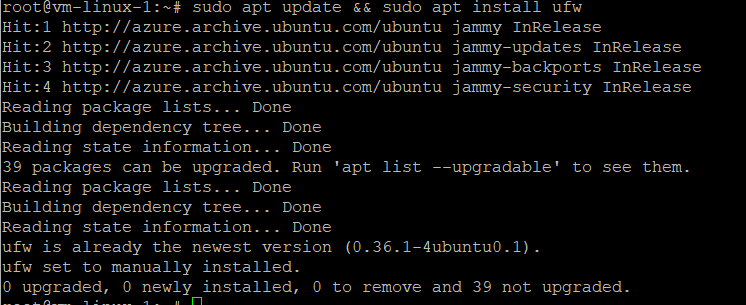 root@vm-linux-1:~# sudo apt update && sudo apt install ufw
Hit:1 http://azure.archive.ubuntu.com/ubuntu jammy InRelease
Hit:2 http://azure.archive.ubuntu.com/ubuntu jammy-updates InRelease
Hit:3 http://azure.archive.ubuntu.com/ubuntu jammy-backports InRelease
Hit:4 http://azure.archive.ubuntu.com/ubuntu jammy-security InRelease
Reading package lists... Done
Building dependency tree... Done
Reading state information... Done
39 packages can be upgraded. Run 'apt list --upgradable' to see them.
Reading package lists... Done
Building dependency tree... Done
Reading state information... Done
ufw is already the newest version (0.36.1-4ubuntu0.1).
ufw set to manually installed.
0 upgraded, 0 newly installed, 0 to remove and 39 not upgraded.
root@vm-linux-1:~#